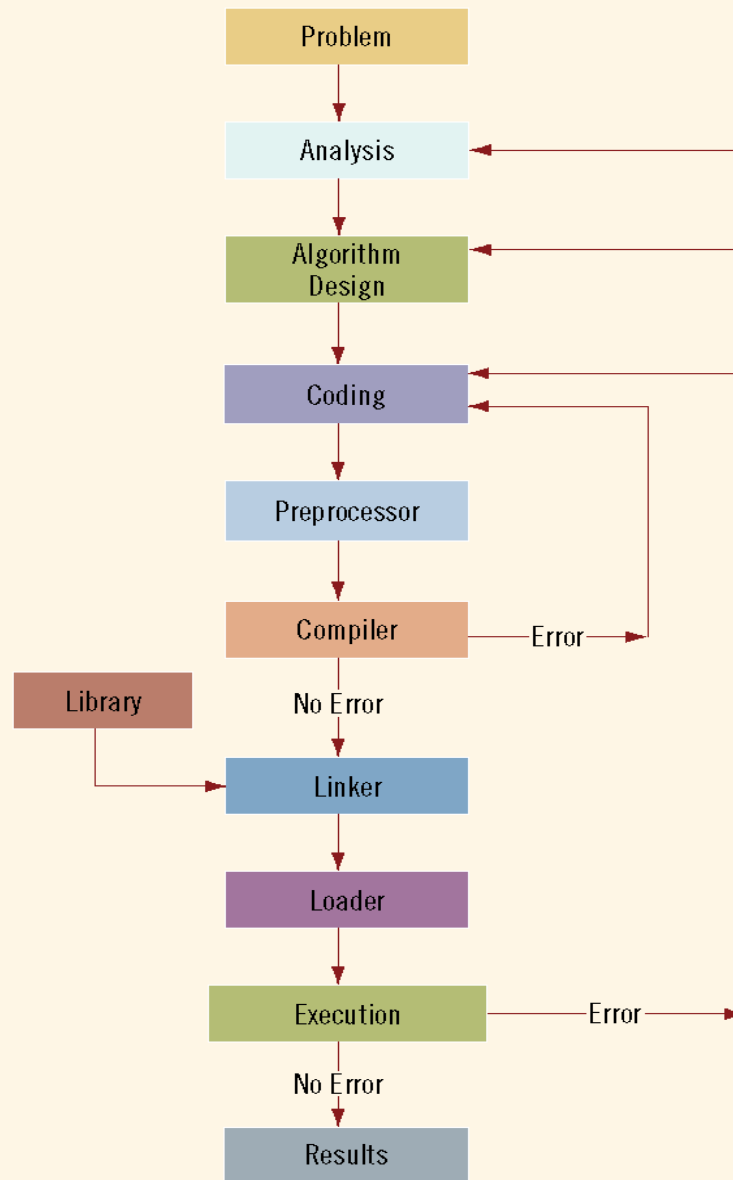 Problem
Analysis
Algorithm
Design
Coding
Preprocessor
Compiler
Error
No Error
Library
Linker
Loader
Execution
Error
No Error
Results